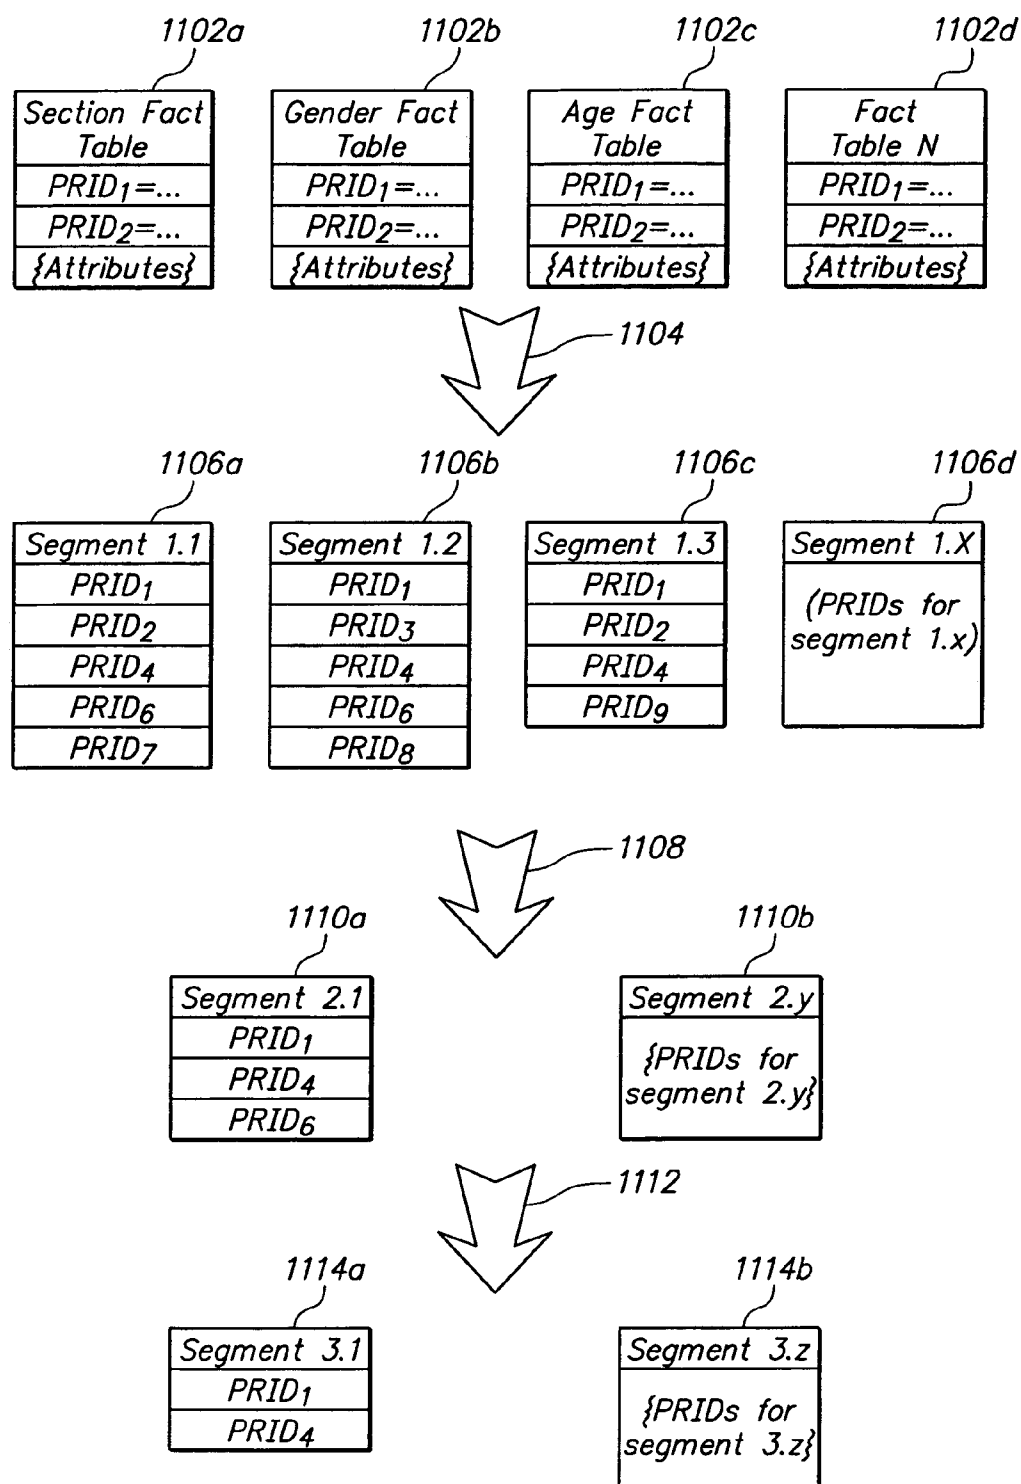 1102a 1102b 1102c 1102d
Section Fact Table
PRID1=...
PRID2=...
{Attributes}
Gender Fact Table
PRID1=...
PRID2=...
{Attributes}
Age Fact Table
PRID1=...
PRID2=...
{Attributes}
Fact Table N
PRID1=...
PRID2=...
{Attributes}
1104
1106a 1106b 1106c 1106d
Segment 1.1
PRID1
PRID2
PRID4
PRID6
PRID7
Segment 1.2
PRID1
PRID3
PRID4
PRID6
PRID8
Segment 1.3
PRID1
PRID2
PRID4
PRID9
Segment 1.X
(PRIDs for
segment 1.x)
1108
1110a 1110b
Segment 2.1
PRID1
PRID4
PRID6
Segment 2.y
{PRIDs for
segment 2.y}
1112
1114a 1114b
Segment 3.1
PRID1
PRID4
Segment 3.z
{PRIDs for
segment 3.z}